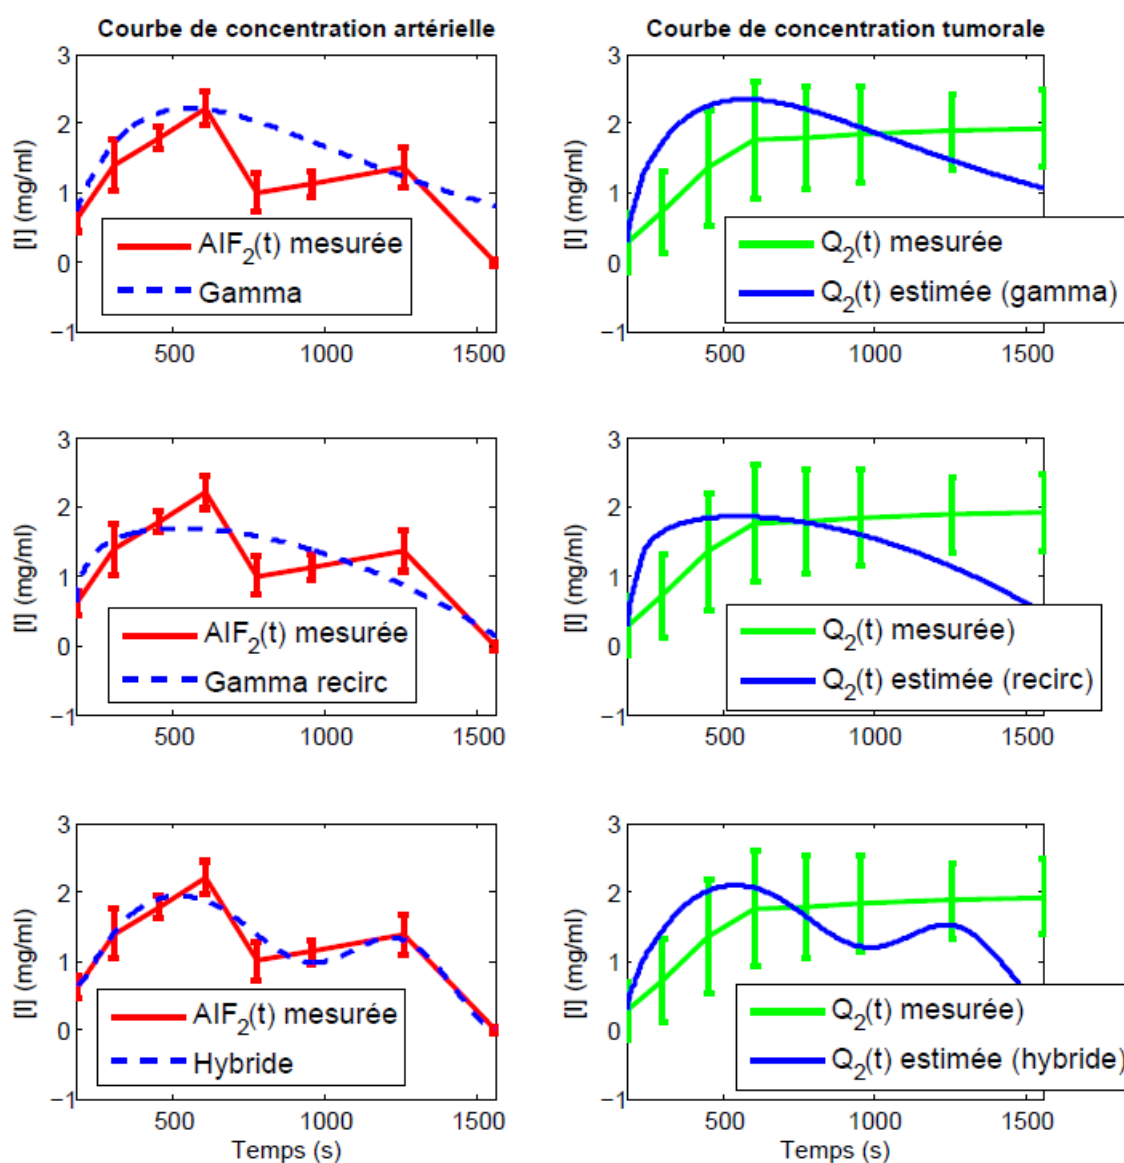 Courbe de concentration artérielle
Courbe de concentration tumorale
3
2
1
0
−1
[I] (mg/ml)
AIF2(t) mesurée
Gamma
500
1000
1500
3
2
1
0
−1
[I] (mg/ml)
Q2(t) mesurée
Q2(t) estimée (gamma)
500
1000
1500
3
2
1
0
−1
[I] (mg/ml)
AIF2(t) mesurée
Gamma recirc
500
1000
1500
3
2
1
0
−1
[I] (mg/ml)
Q2(t) mesurée)
Q2(t) estimée (recirc)
500
1000
1500
3
2
1
0
−1
[I] (mg/ml)
AIF2(t) mesurée
Hybride
500
1000
1500
Temps (s)
3
2
1
0
−1
[I] (mg/ml)
Q2(t) mesurée)
Q2(t) estimée (hybride)
500
1000
1500
Temps (s)